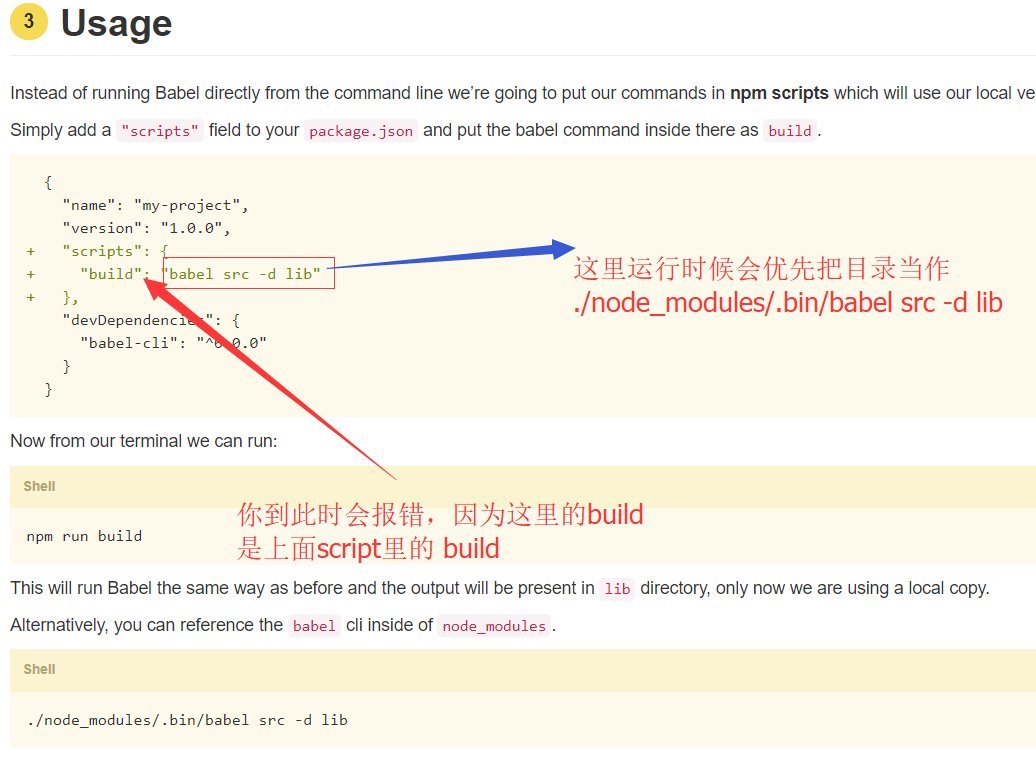 3 Usage
Instead of running Babel directly from the command line we're going to put our commands in npm scripts which will use our local ve
Simply add a "scripts" field to your package.json and put the babel command inside there as build.
{
"name": "my-project",
"version": "1.0.0",
+ "scripts": {
+ "build": "babel src -d lib"
+ },
"devDependencies": {
"babel-cli": "^6.0.0"
}
}
这里运行时候会优先把目录当作
./node_modules/.bin/babel src -d lib
Now from our terminal we can run:
Shell
npm run build
你到此时会报错，因为这里的build
是上面script里的 build
This will run Babel the same way as before and the output will be present in lib directory, only now we are using a local copy.
Alternatively, you can reference the babel cli inside of node_modules.
Shell
./node_modules/.bin/babel src -d lib